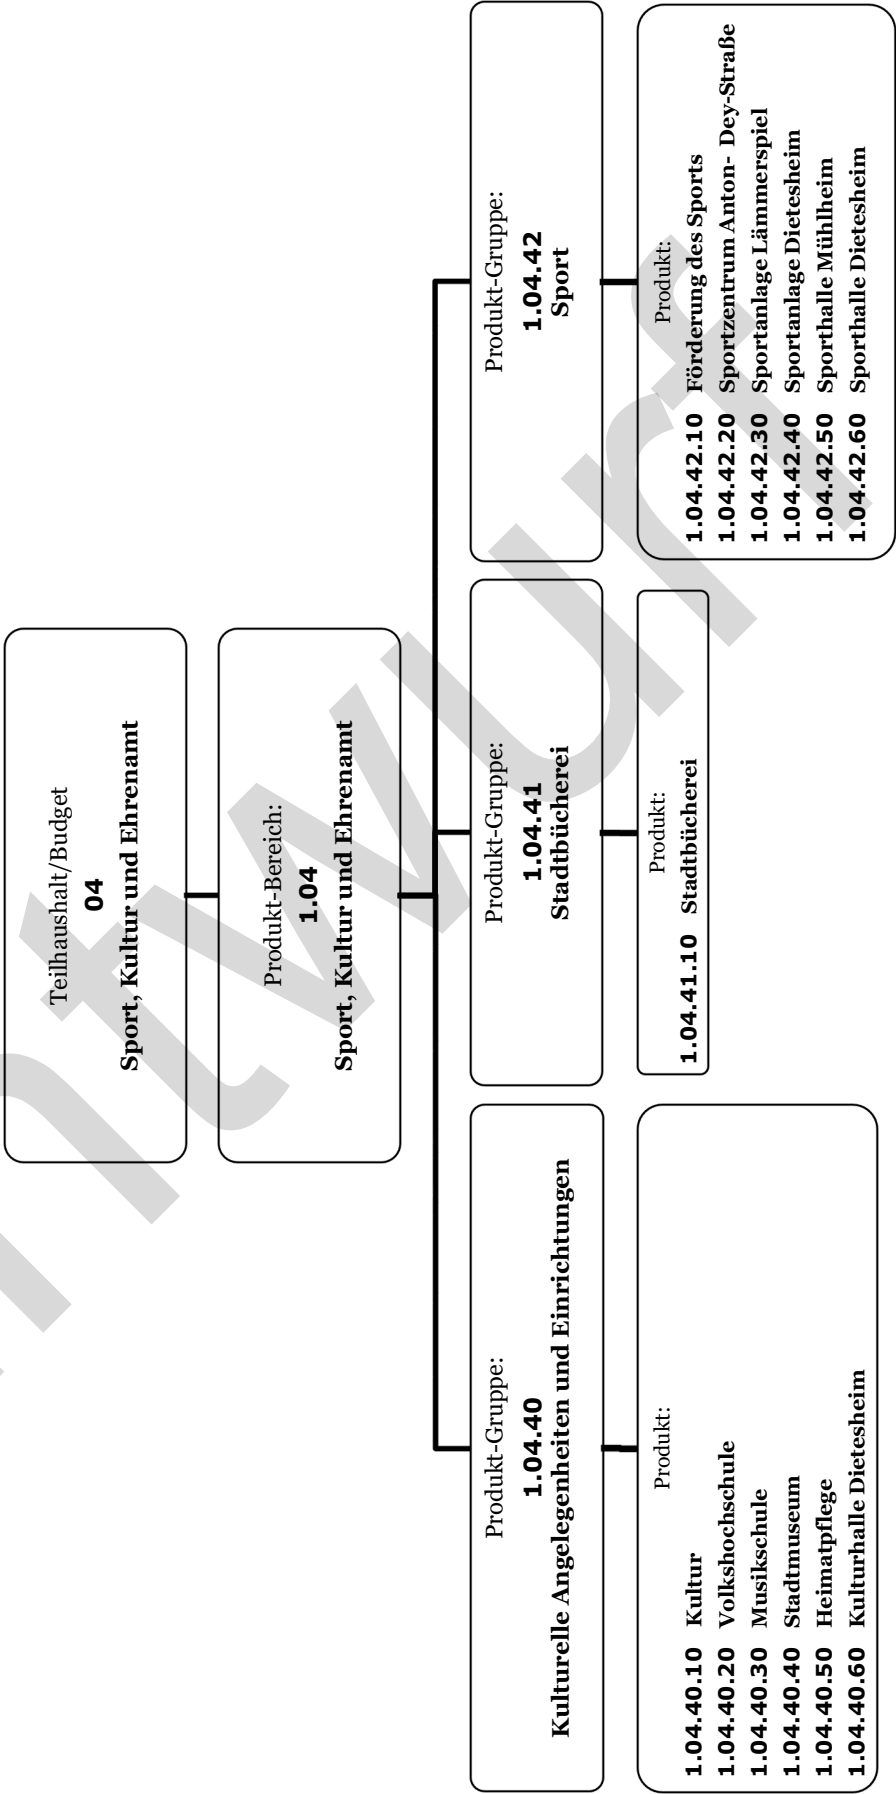 Teilhaushalt/Budget
04
Sport, Kultur und Ehrenamt
Produkt-Bereich:
1.04
Sport, Kultur und Ehrenamt
Produkt-Gruppe:
1.04.40
Kulturelle Angelegenheiten und Einrichtungen
Produkt:
1.04.40.10 Kultur
1.04.40.20 Volkshochschule
1.04.40.30 Musikschule
1.04.40.40 Stadtmuseum
1.04.40.50 Heimatpflege
1.04.40.60 Kulturhalle Dietesheim
Produkt-Gruppe:
1.04.41
Stadtbücherei
Produkt:
1.04.41.10 Stadtbücherei
Produkt-Gruppe:
1.04.42
Sport
Produkt:
1.04.42.10 Förderung des Sports
1.04.42.20 Sportzentrum Anton- Dey-Straße
1.04.42.30 Sportanlage Lämmerspiel
1.04.42.40 Sportanlage Dietesheim
1.04.42.50 Sporthalle Mühlheim
1.04.42.60 Sporthalle Dietesheim
ntwurf